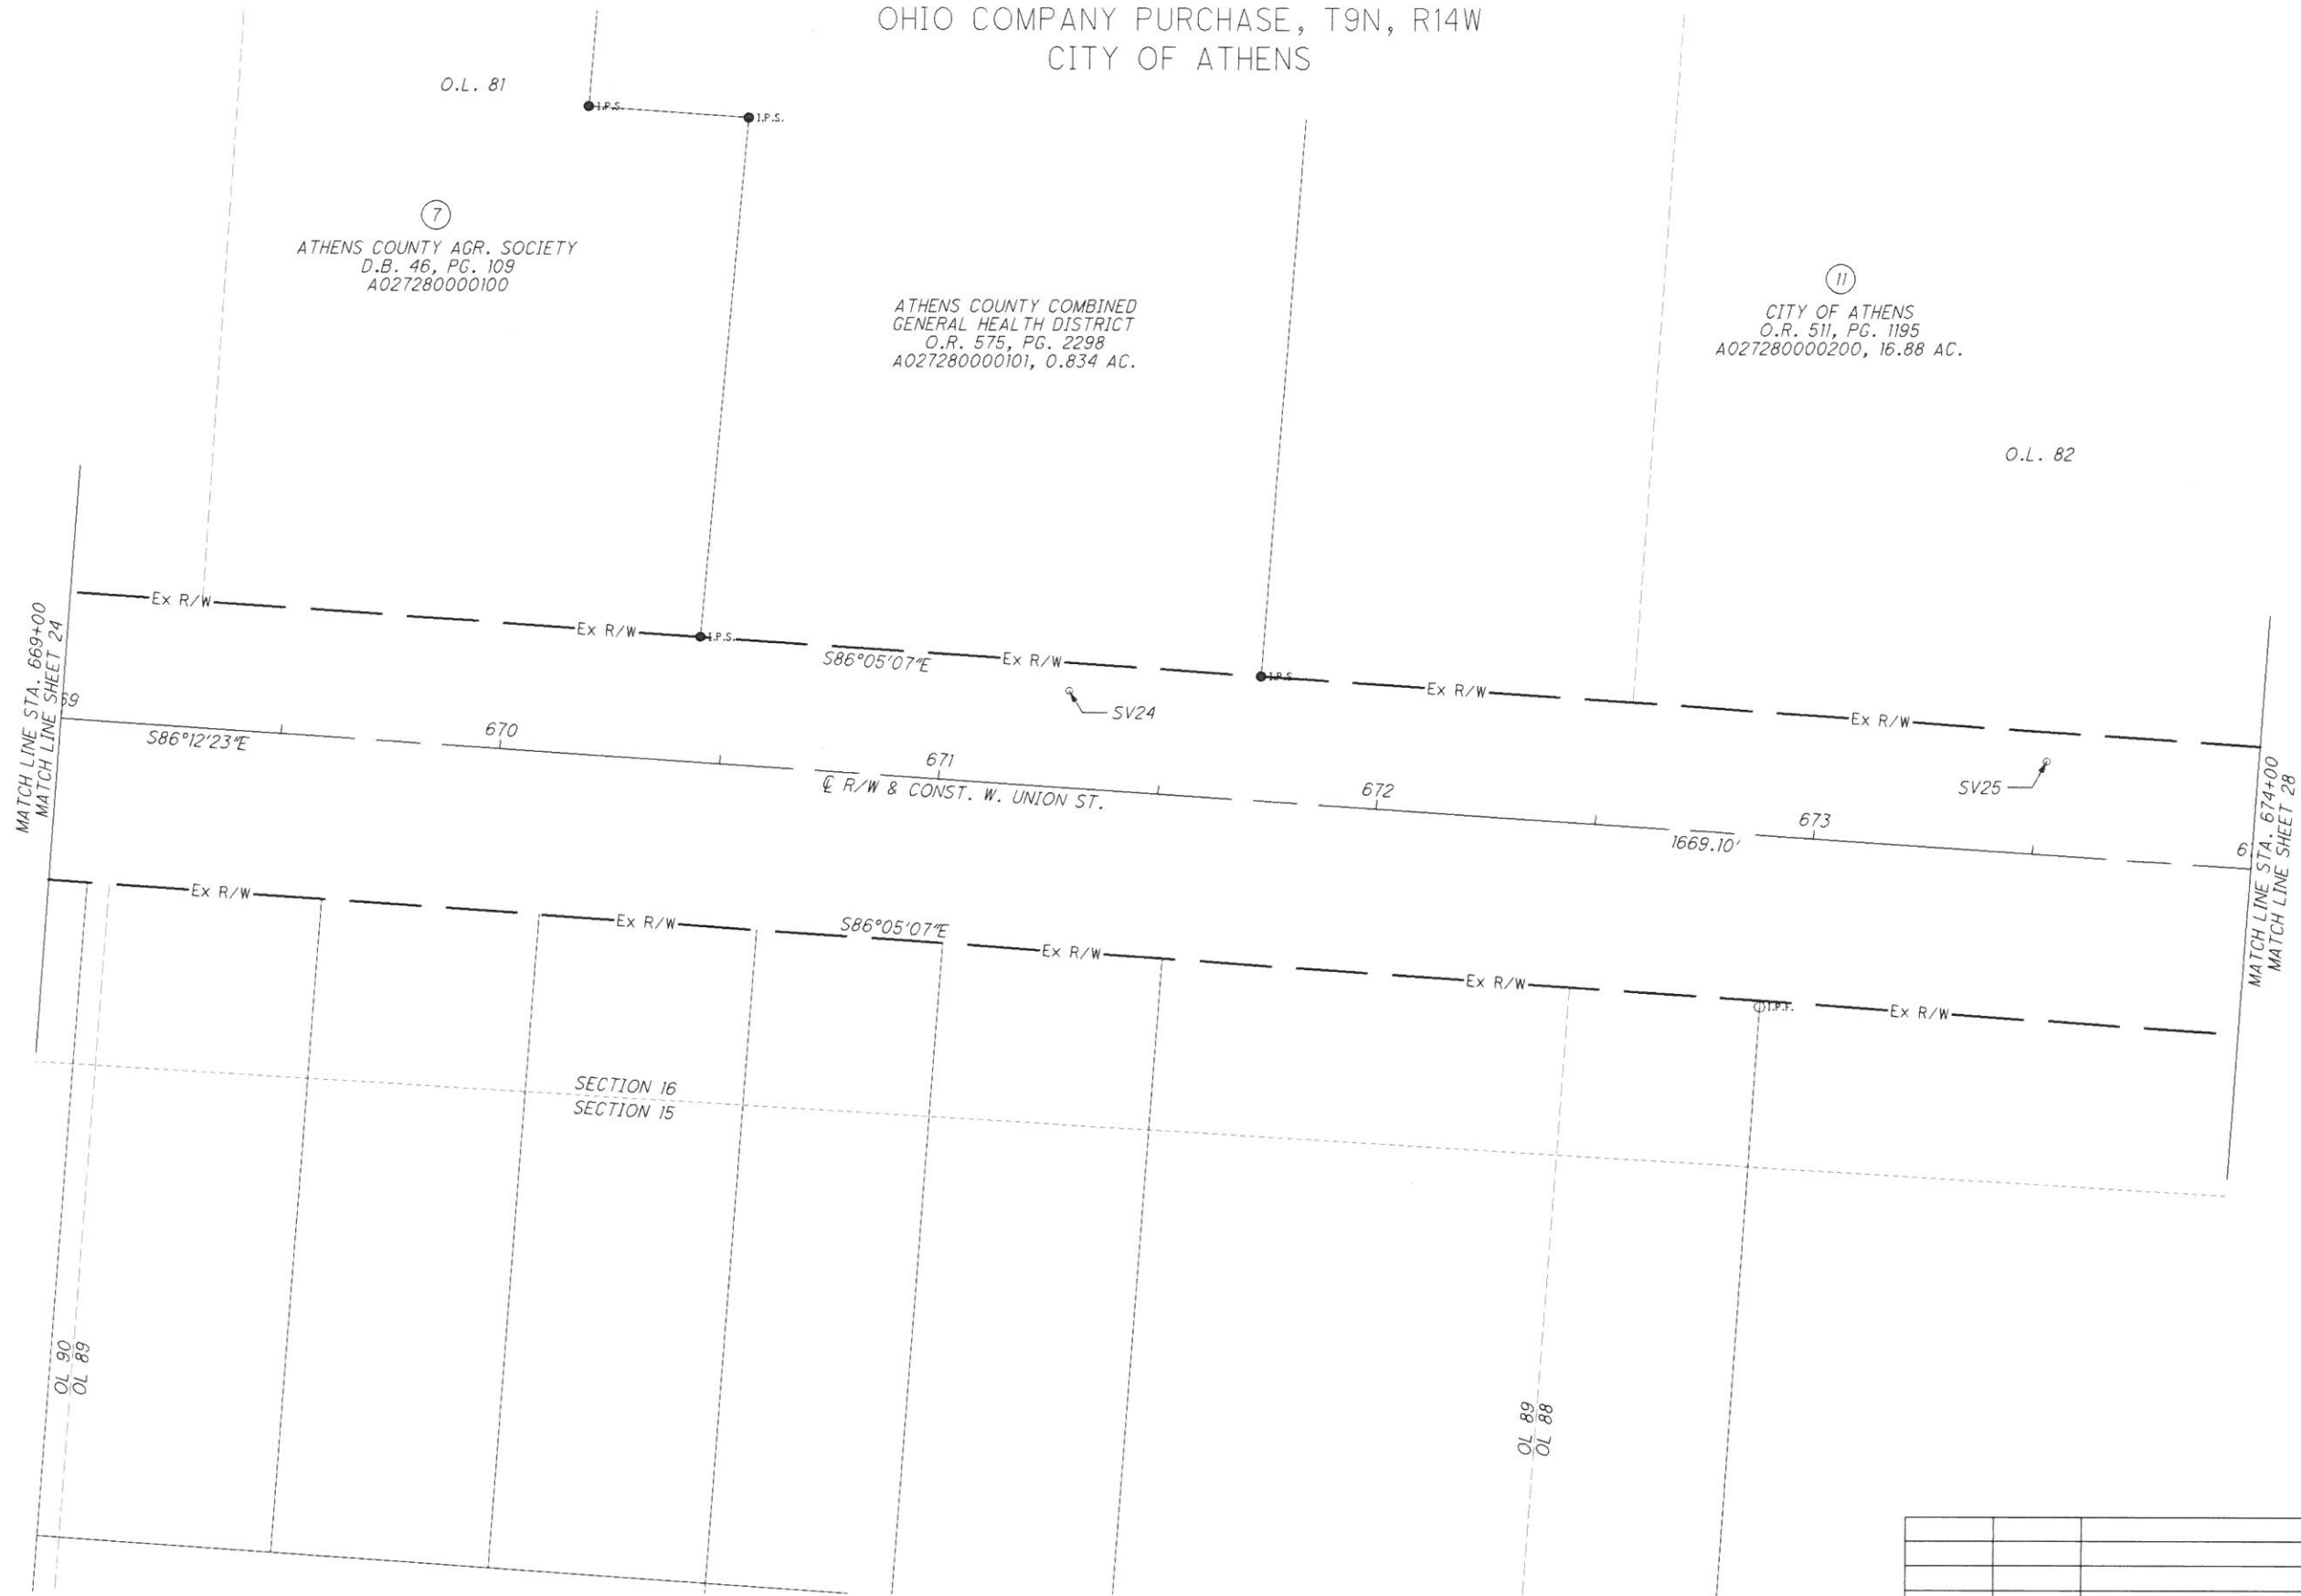 OHIO COMPANY PURCHASE, T9N, R14W
CITY OF ATHENS
O.L. 81
I.P.S.
I.P.S.
7
ATHENS COUNTY AGR. SOCIETY
D.B. 46, PG. 109
A027280000100
ATHENS COUNTY COMBINED
GENERAL HEALTH DISTRICT
O.R. 575, PG. 2298
A027280000101, 0.834 AC.
11
CITY OF ATHENS
O.R. 511, PG. 1195
A027280000200, 16.88 AC.
O.L. 82
MATCH LINE STA. 669+00
MATCH LINE SHEET 24
Ex R/W
Ex R/W
I.P.S.
S86°05'07"E
Ex R/W
I.P.S.
Ex R/W
Ex R/W
SV24
SV25
69
S86°12'23"E
670
671
℄ R/W & CONST. W. UNION ST.
672
1669.10'
673
6
MATCH LINE STA. 674+00
MATCH LINE SHEET 28
Ex R/W
Ex R/W
S86°05'07"E
Ex R/W
Ex R/W
I.P.F.
Ex R/W
SECTION 16
SECTION 15
OL 90
OL 89
OL 89
OL 88